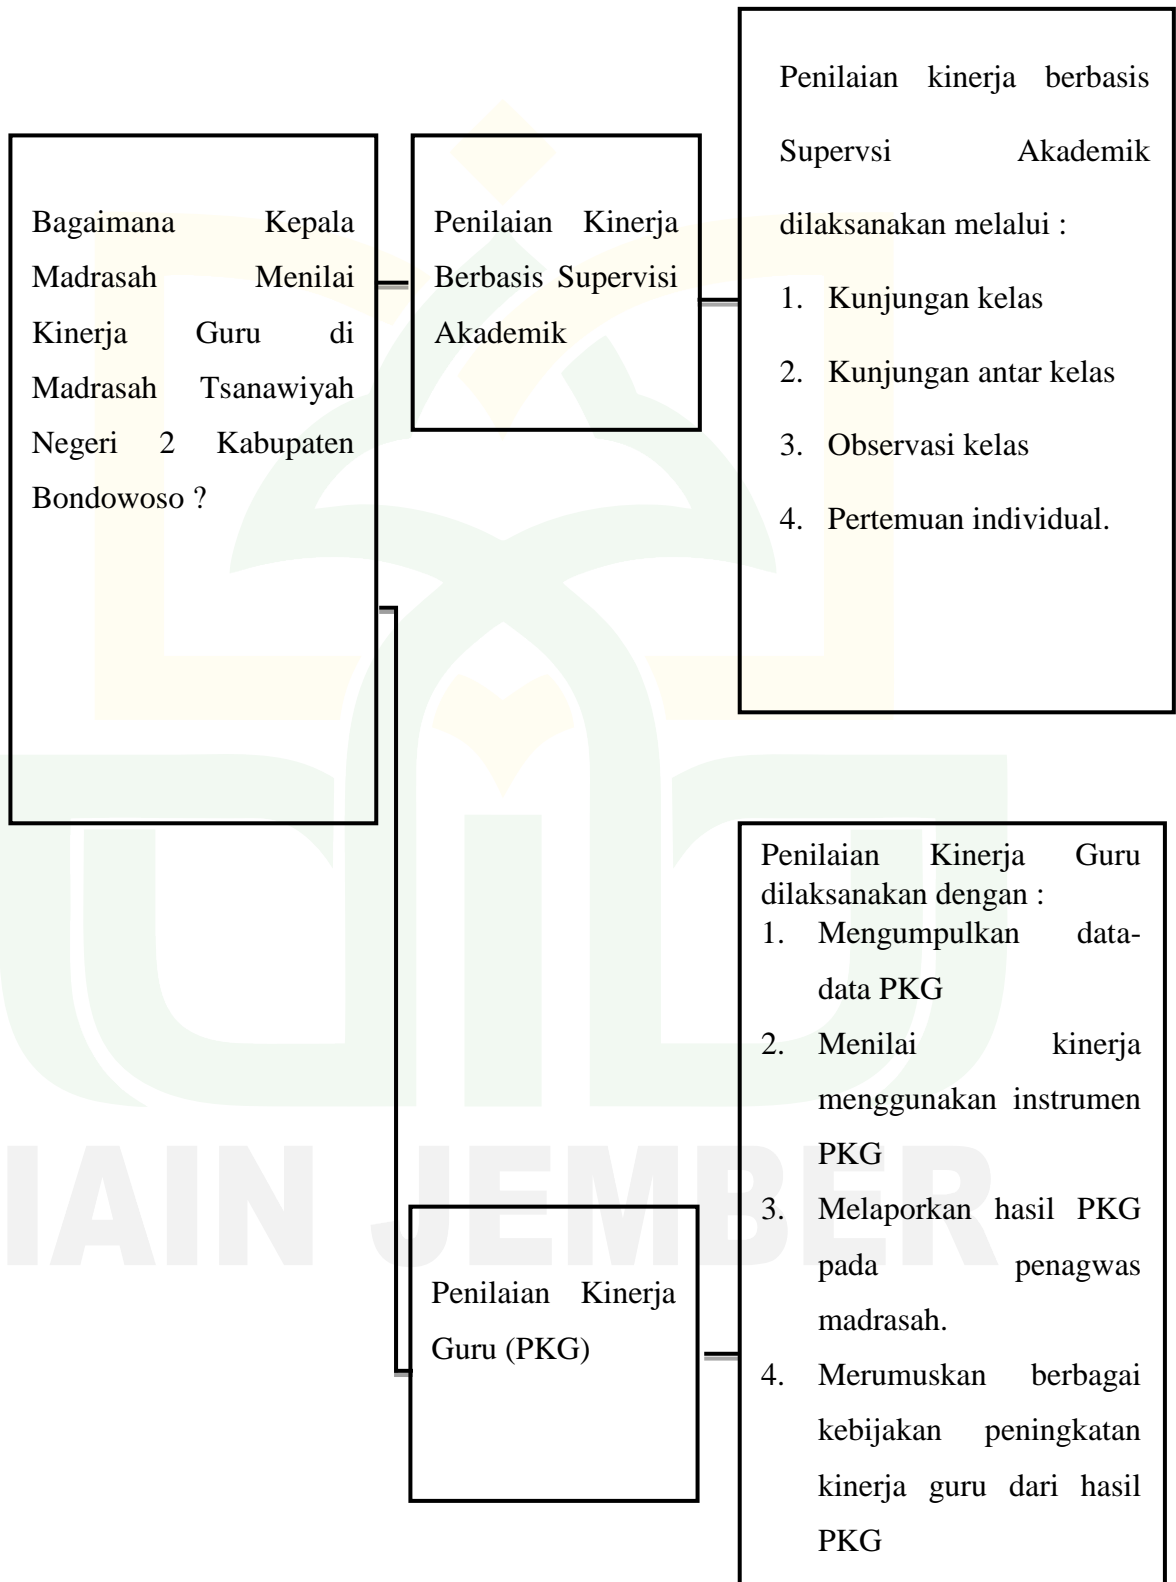 Bagaimana Kepala
Madrasah Menilai
Kinerja Guru di
Madrasah Tsanawiyah
Negeri 2 Kabupaten
Bondowoso ?
Penilaian Kinerja
Berbasis Supervisi
Akademik
Penilaian kinerja berbasis
Supervsi Akademik
dilaksanakan melalui :
1. Kunjungan kelas
2. Kunjungan antar kelas
3. Observasi kelas
4. Pertemuan individual.
Penilaian Kinerja
Guru (PKG)
Penilaian Kinerja Guru
dilaksanakan dengan :
1. Mengumpulkan data-
data PKG
2. Menilai kinerja
menggunakan instrumen
PKG
3. Melaporkan hasil PKG
pada penagwas
madrasah.
4. Merumuskan berbagai
kebijakan peningkatan
kinerja guru dari hasil
PKG
IAIN JEMBER